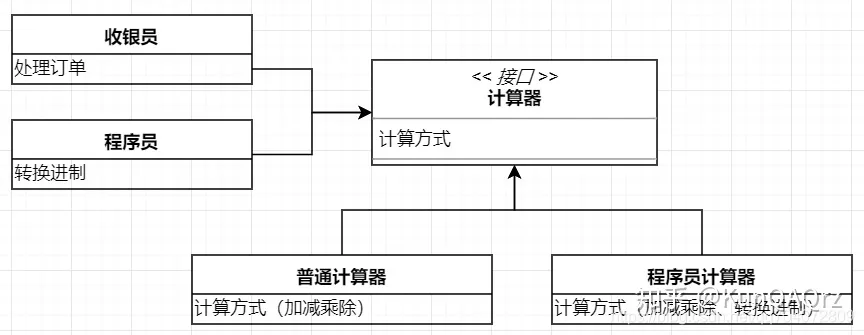 收银员
处理订单
程序员
转换进制
<< 接口 >>
计算器
计算方式
普通计算器
计算方式（加减乘除）
程序员计算器
计算方式（加减乘除、转换进制）
知乎 @KunQAQrz